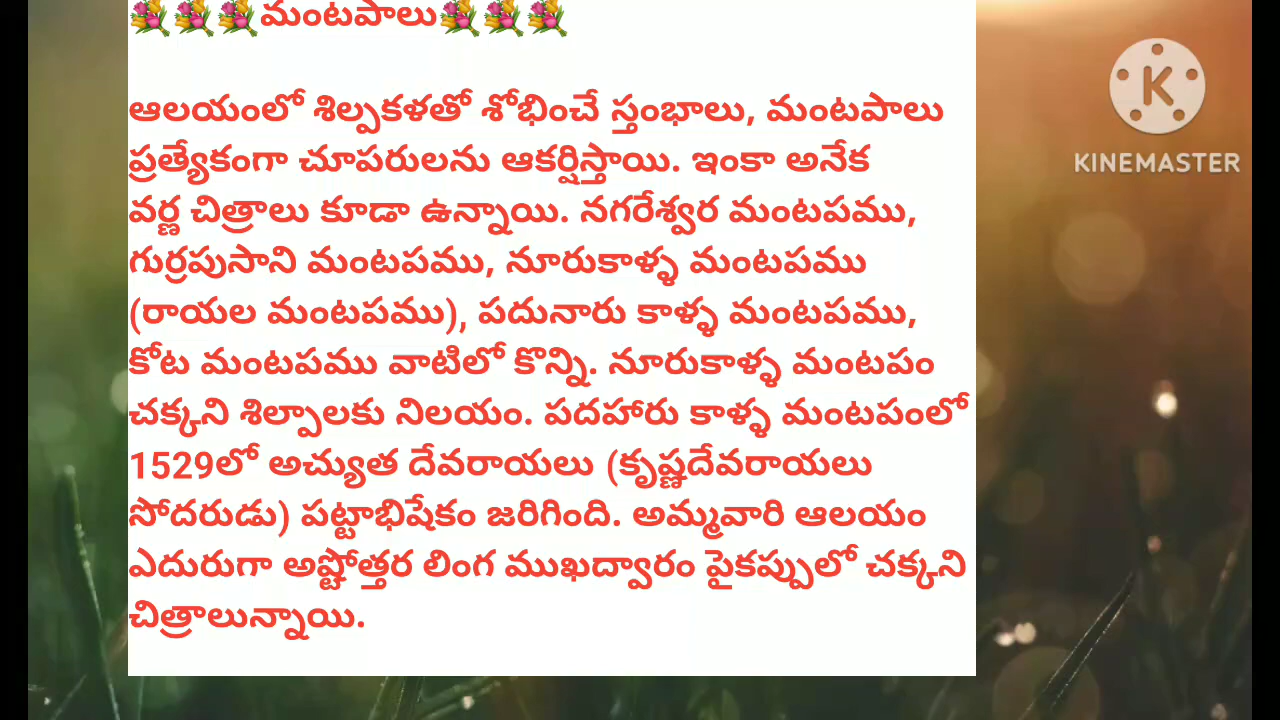 💐💐💐మంటపాలు💐💐💐
ఆలయంలో శిల్పకళతో శోభించే స్తంభాలు, మంటపాలు
ప్రత్యేకంగా చూపరులను ఆకర్షిస్తాయి. ఇంకా అనేక
వర్ణ చిత్రాలు కూడా ఉన్నాయి. నగరేశ్వర మంటపము,
గుర్రపుసాని మంటపము, నూరుకాళ్ళ మంటపము
(రాయల మంటపము), పదునారు కాళ్ళ మంటపము,
కోట మంటపము వాటిలో కొన్ని. నూరుకాళ్ళ మంటపం
చక్కని శిల్పాలకు నిలయం. పదహారు కాళ్ళ మంటపంలో
1529లో అచ్యుత దేవరాయలు (కృష్ణదేవరాయలు
సోదరుడు) పట్టాభిషేకం జరిగింది. అమ్మవారి ఆలయం
ఎదురుగా అష్టోత్తర లింగ ముఖద్వారం పైకప్పులో చక్కని
చిత్రాలున్నాయి.
K
KINEMASTER